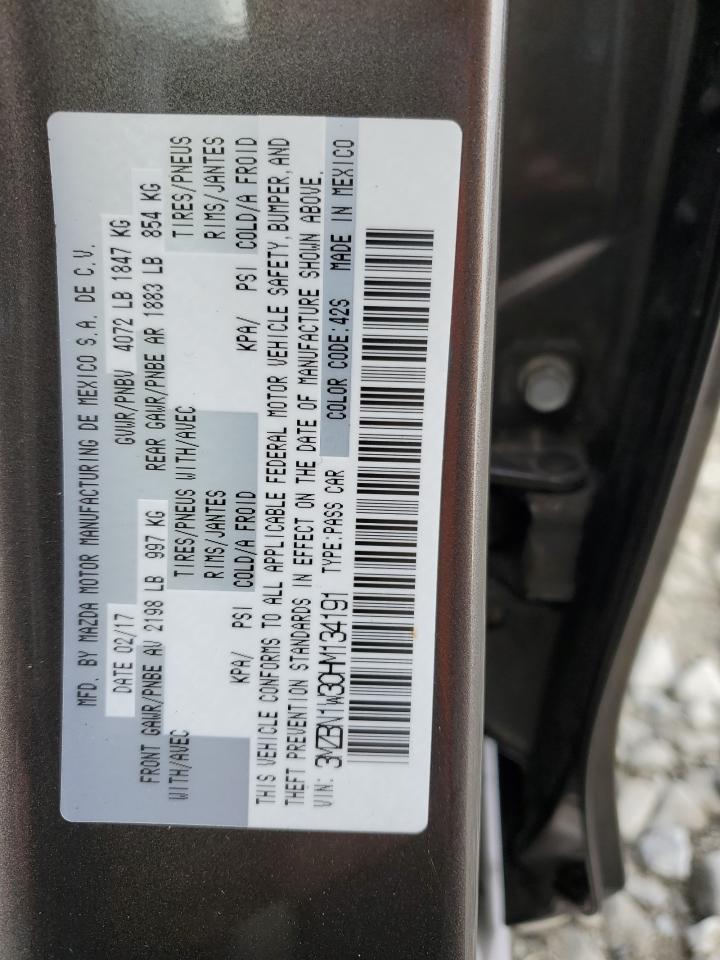 MFD. BY MAZDA MOTOR MANUFACTURING DE MEXICO S.A. DE C.V.
DATE 02/17 GVWR/PNBV 4072 LB 1847 KG
FRONT GAWR/PNBE AV 2198 LB 997 KG REAR GAWR/PNBE AR 1883 LB 854 KG
WITH/AVEC TIRES/PNEUS WITH/AVEC TIRES/PNEUS
RIMS/JANTES RIMS/JANTES
KPA/ PSI COLD/A FROID KPA/ PSI COLD/A FROID
THIS VEHICLE CONFORMS TO ALL APPLICABLE FEDERAL MOTOR VEHICLE SAFETY, BUMPER, AND
THEFT PREVENTION STANDARDS IN EFFECT ON THE DATE OF MANUFACTURE SHOWN ABOVE.
VIN: 3MZBN1W30HM134191 TYPE:PASS CAR COLOR CODE:42S MADE IN MEXICO